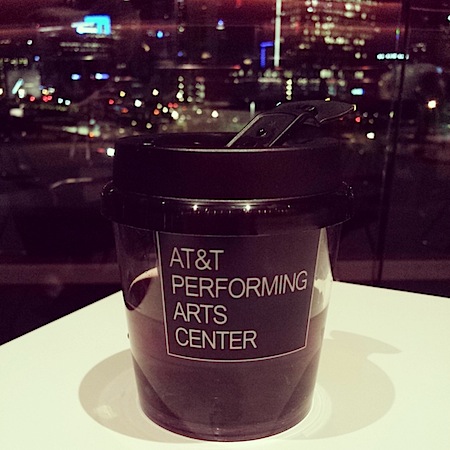 AT&T
PERFORMING
ARTS
CENTER